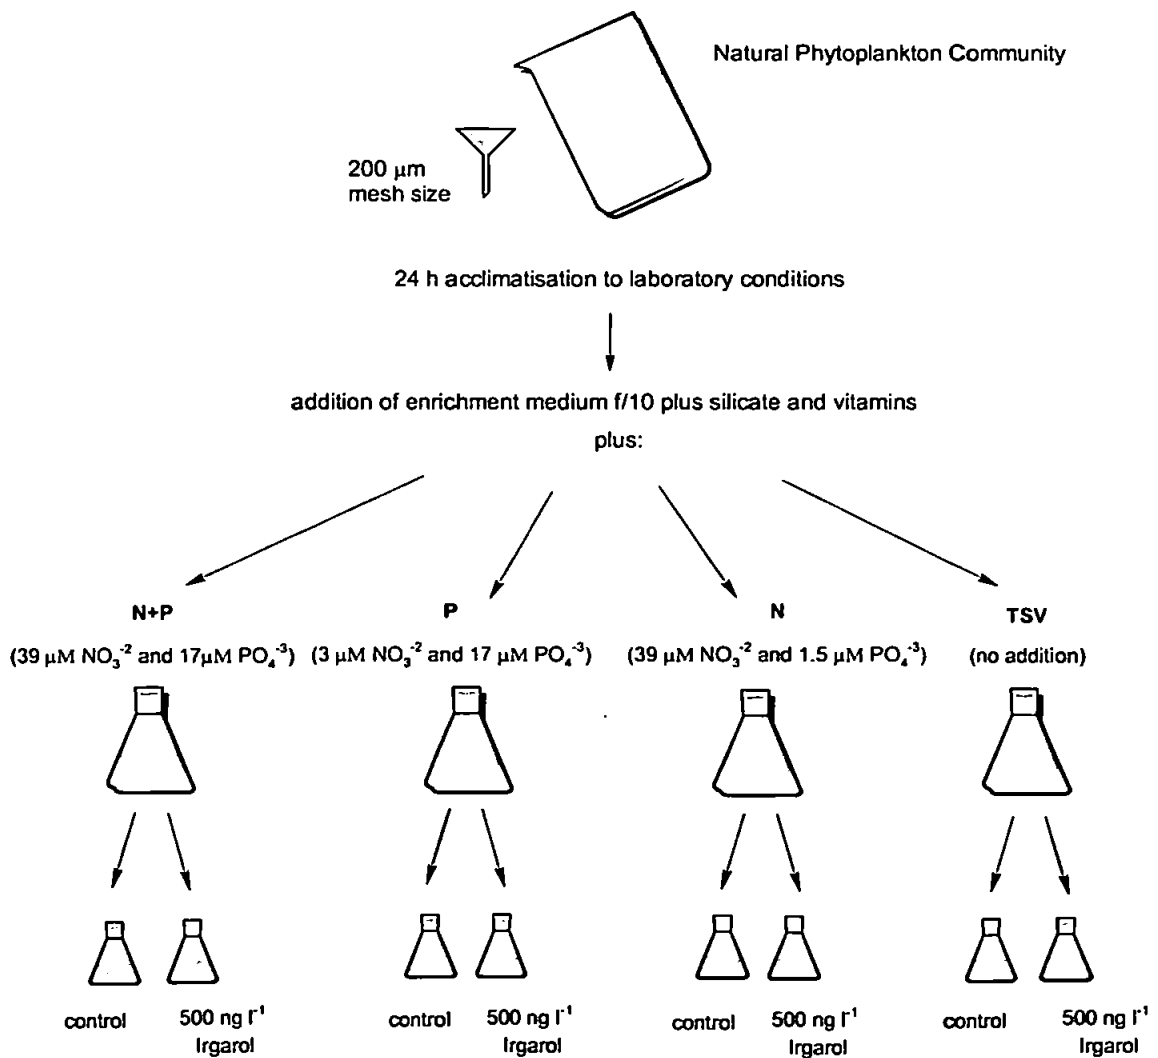 Natural Phytoplankton Community
200 μm
mesh size
24 h acclimatisation to laboratory conditions
addition of enrichment medium f/10 plus silicate and vitamins
plus:
N+P
(39 μM NO₃⁻² and 17μM PO₄⁻³)
P
(3 μM NO₃⁻² and 17 μM PO₄⁻³)
N
(39 μM NO₃⁻² and 1.5 μM PO₄⁻³)
TSV
(no addition)
control
500 ng l⁻¹
Irgarol
control
500 ng l⁻¹
Irgarol
control
500 ng l⁻¹
Irgarol
control
500 ng l⁻¹
Irgarol